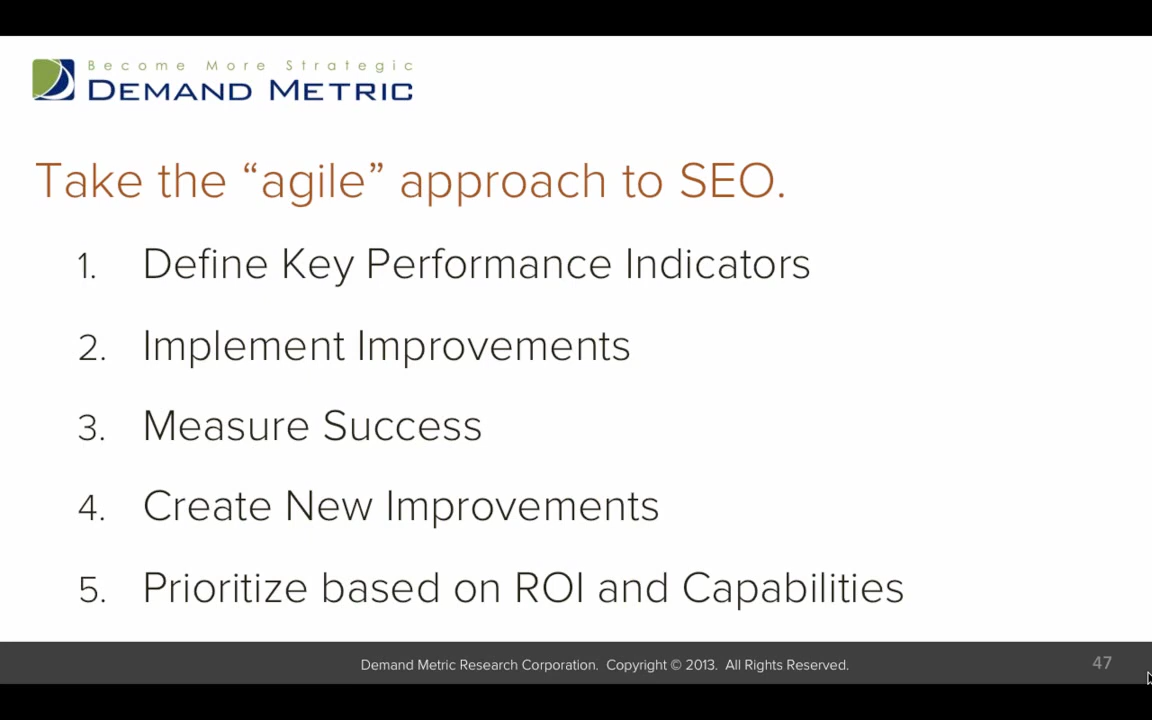 Become More Strategic
DEMAND METRIC
Take the “agile” approach to SEO.
1. Define Key Performance Indicators
2. Implement Improvements
3. Measure Success
4. Create New Improvements
5. Prioritize based on ROI and Capabilities
Demand Metric Research Corporation. Copyright © 2013. All Rights Reserved.
47